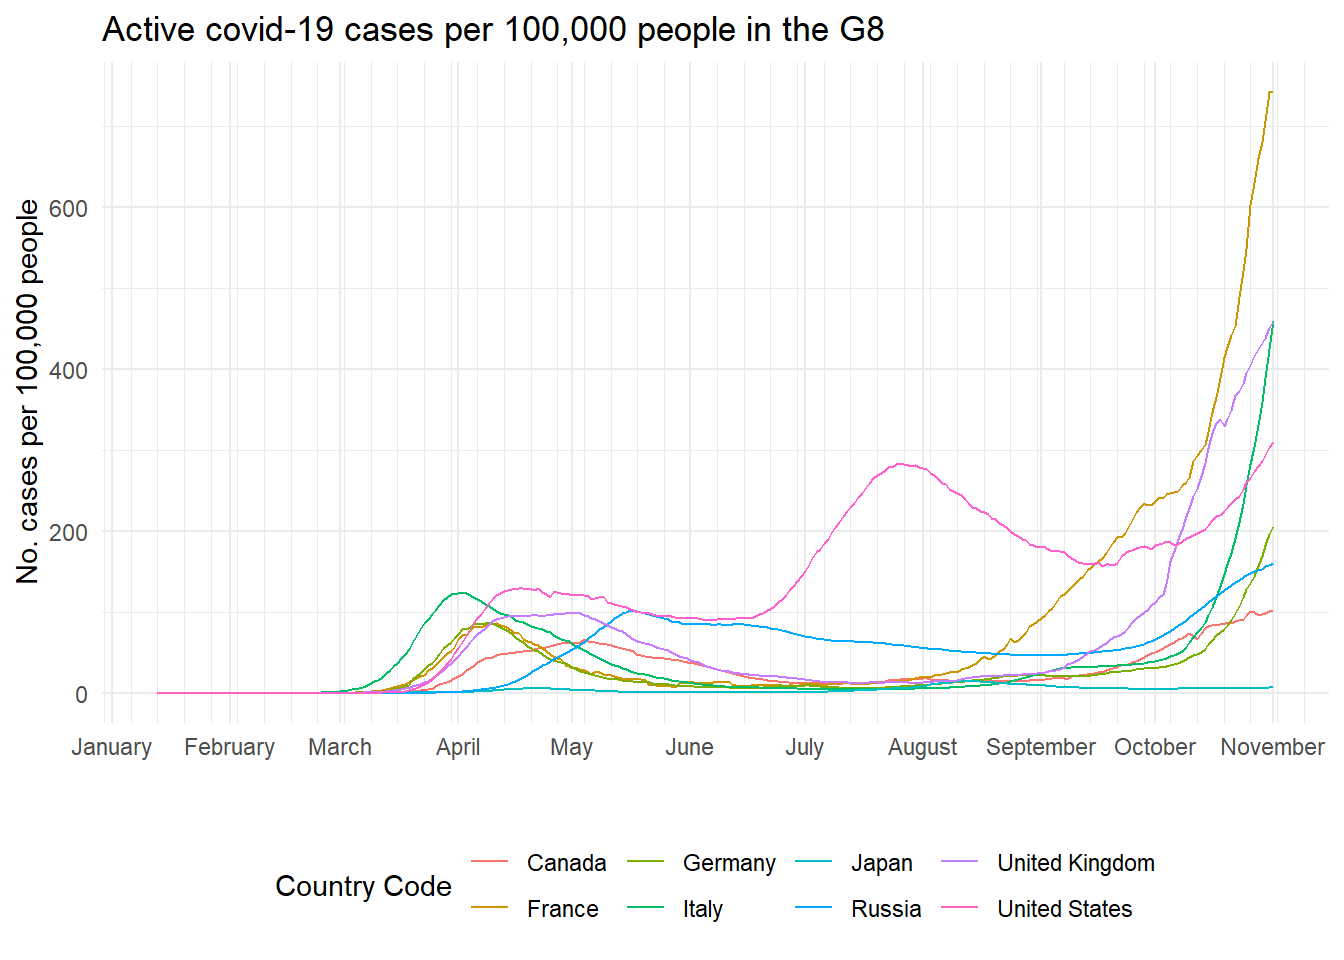 Active covid-19 cases per 100,000 people in the G8
No. cases per 100,000 people
600
400
200
0
January February March April May June July August September October November
Country Code
Canada Germany Japan United Kingdom
France Italy Russia United States